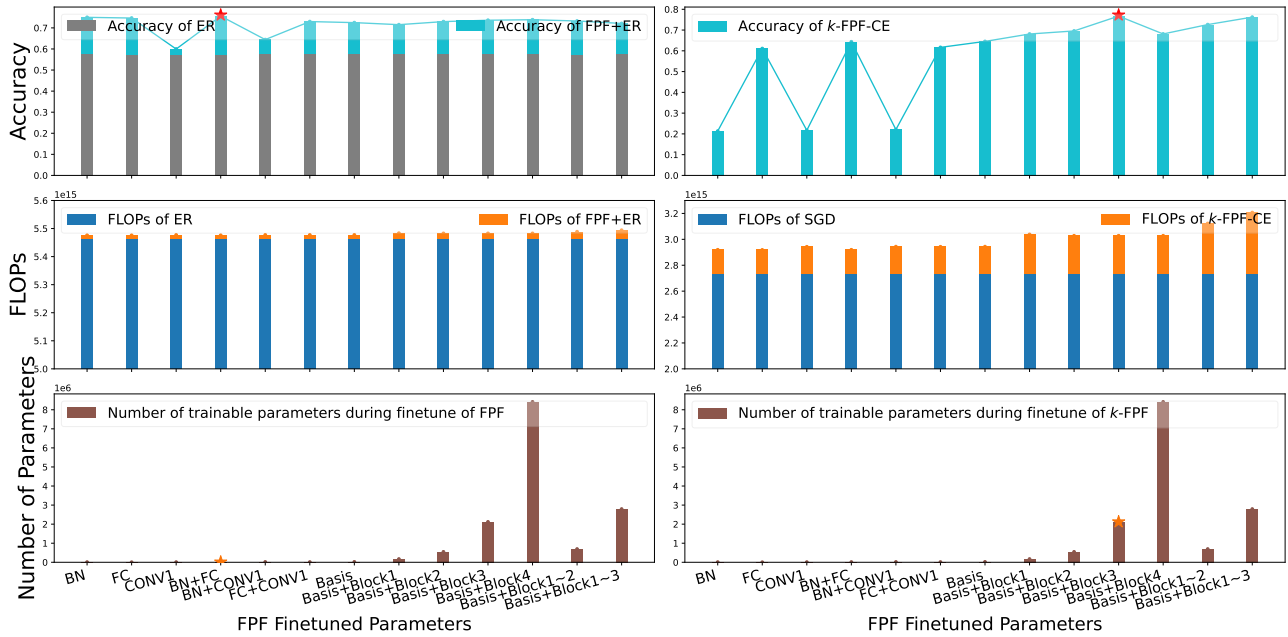 Accuracy of ER
Accuracy of FPF+ER
Accuracy
0.7
0.6
0.5
0.4
0.3
0.2
0.1
0.0
Accuracy of k-FPF-CE
0.8
0.7
0.6
0.5
0.4
0.3
0.2
0.1
0.0
1e15
FLOPs of ER
FLOPs of FPF+ER
FLOPs
5.6
5.5
5.4
5.3
5.2
5.1
5.0
1e15
FLOPs of SGD
FLOPs of k-FPF-CE
3.2
3.0
2.8
2.6
2.4
2.2
2.0
1e6
Number of trainable parameters during finetune of FPF
Number of Parameters
8
7
6
5
4
3
2
1
0
BN
FC
CONV1
BN+FC
BN+CONV1
FC+CONV1
Basis
Basis+Block1
Basis+Block2
Basis+Block3
Basis+Block4
Basis+Block1~2
Basis+Block1~3
FPF Finetuned Parameters
1e6
Number of trainable parameters during finetune of k-FPF
8
7
6
5
4
3
2
1
0
BN
FC
CONV1
BN+FC
BN+CONV1
FC+CONV1
Basis
Basis+Block1
Basis+Block2
Basis+Block3
Basis+Block4
Basis+Block1~2
Basis+Block1~3
FPF Finetuned Parameters